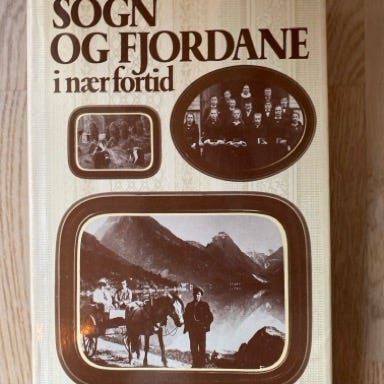 SOGN
OG FJORDANE
i nær fortid